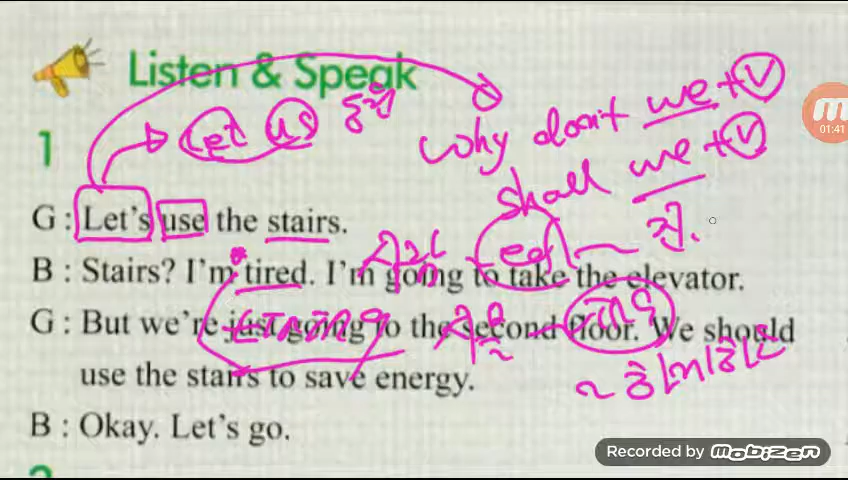 Listen & Speak
Let us
Why don't we + V
shall we + V
1
G : Let's use the stairs.
B : Stairs? I'm tired. I'm going to take the elevator.
G : But we're just going to the second floor. We should
use the stairs to save energy.
B : Okay. Let's go.
ed
ing
01:41
Recorded by mobizen